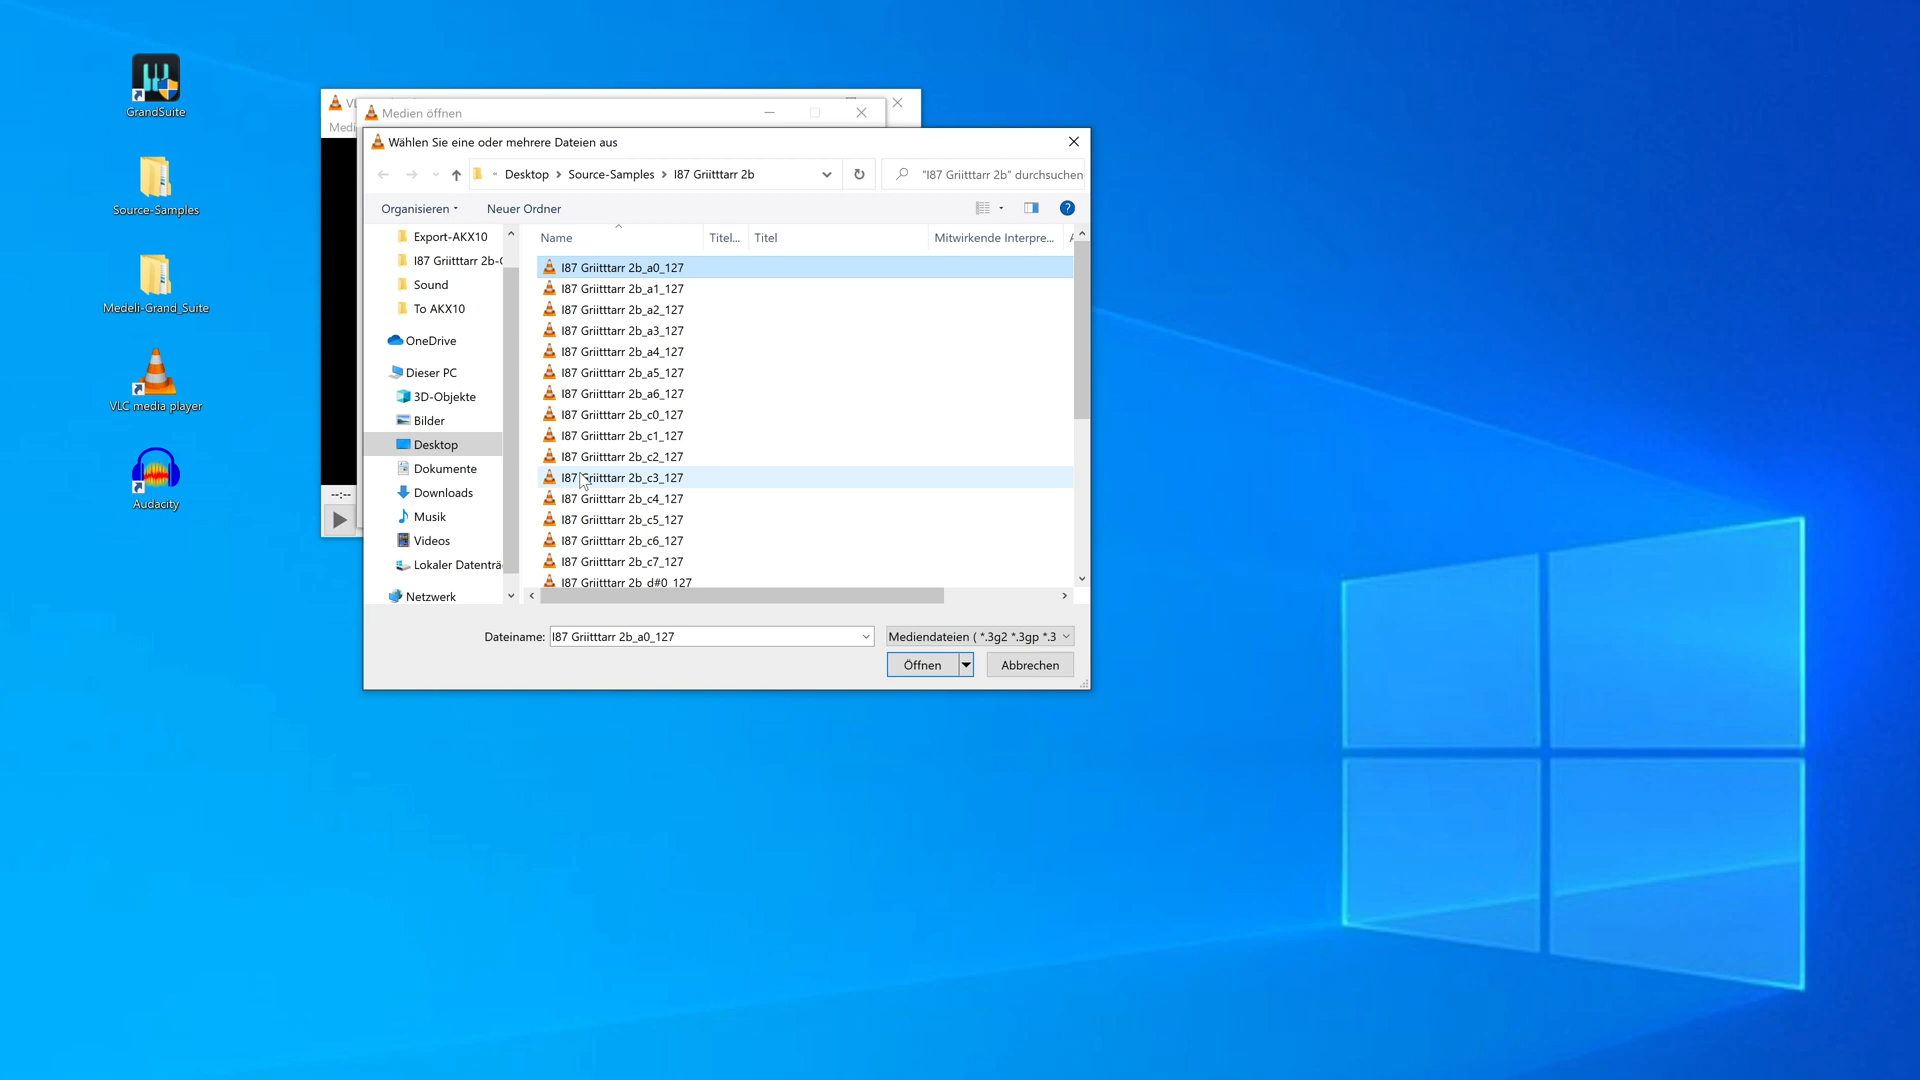 GrandSuite
Source-Samples
Medeli-Grand_Suite
VLC media player
Audacity
Medien öffnen
Wählen Sie eine oder mehrere Dateien aus
Desktop > Source-Samples > I87 Griitttarr 2b
"I87 Griitttarr 2b" durchsuchen
Organisieren
Neuer Ordner
Export-AKX10
I87 Griitttarr 2b-
Sound
To AKX10
OneDrive
Dieser PC
3D-Objekte
Bilder
Desktop
Dokumente
Downloads
Musik
Videos
Lokaler Datenträ
Netzwerk
Name
Titel...
Titel
Mitwirkende Interpre...
I87 Griitttarr 2b_a0_127
I87 Griitttarr 2b_a1_127
I87 Griitttarr 2b_a2_127
I87 Griitttarr 2b_a3_127
I87 Griitttarr 2b_a4_127
I87 Griitttarr 2b_a5_127
I87 Griitttarr 2b_a6_127
I87 Griitttarr 2b_c0_127
I87 Griitttarr 2b_c1_127
I87 Griitttarr 2b_c2_127
I87 Griitttarr 2b_c3_127
I87 Griitttarr 2b_c4_127
I87 Griitttarr 2b_c5_127
I87 Griitttarr 2b_c6_127
I87 Griitttarr 2b_c7_127
I87 Griitttarr 2b_d#0_127
--:--
Dateiname: I87 Griitttarr 2b_a0_127
Mediendateien ( *.3g2 *.3gp *.3
Öffnen
Abbrechen